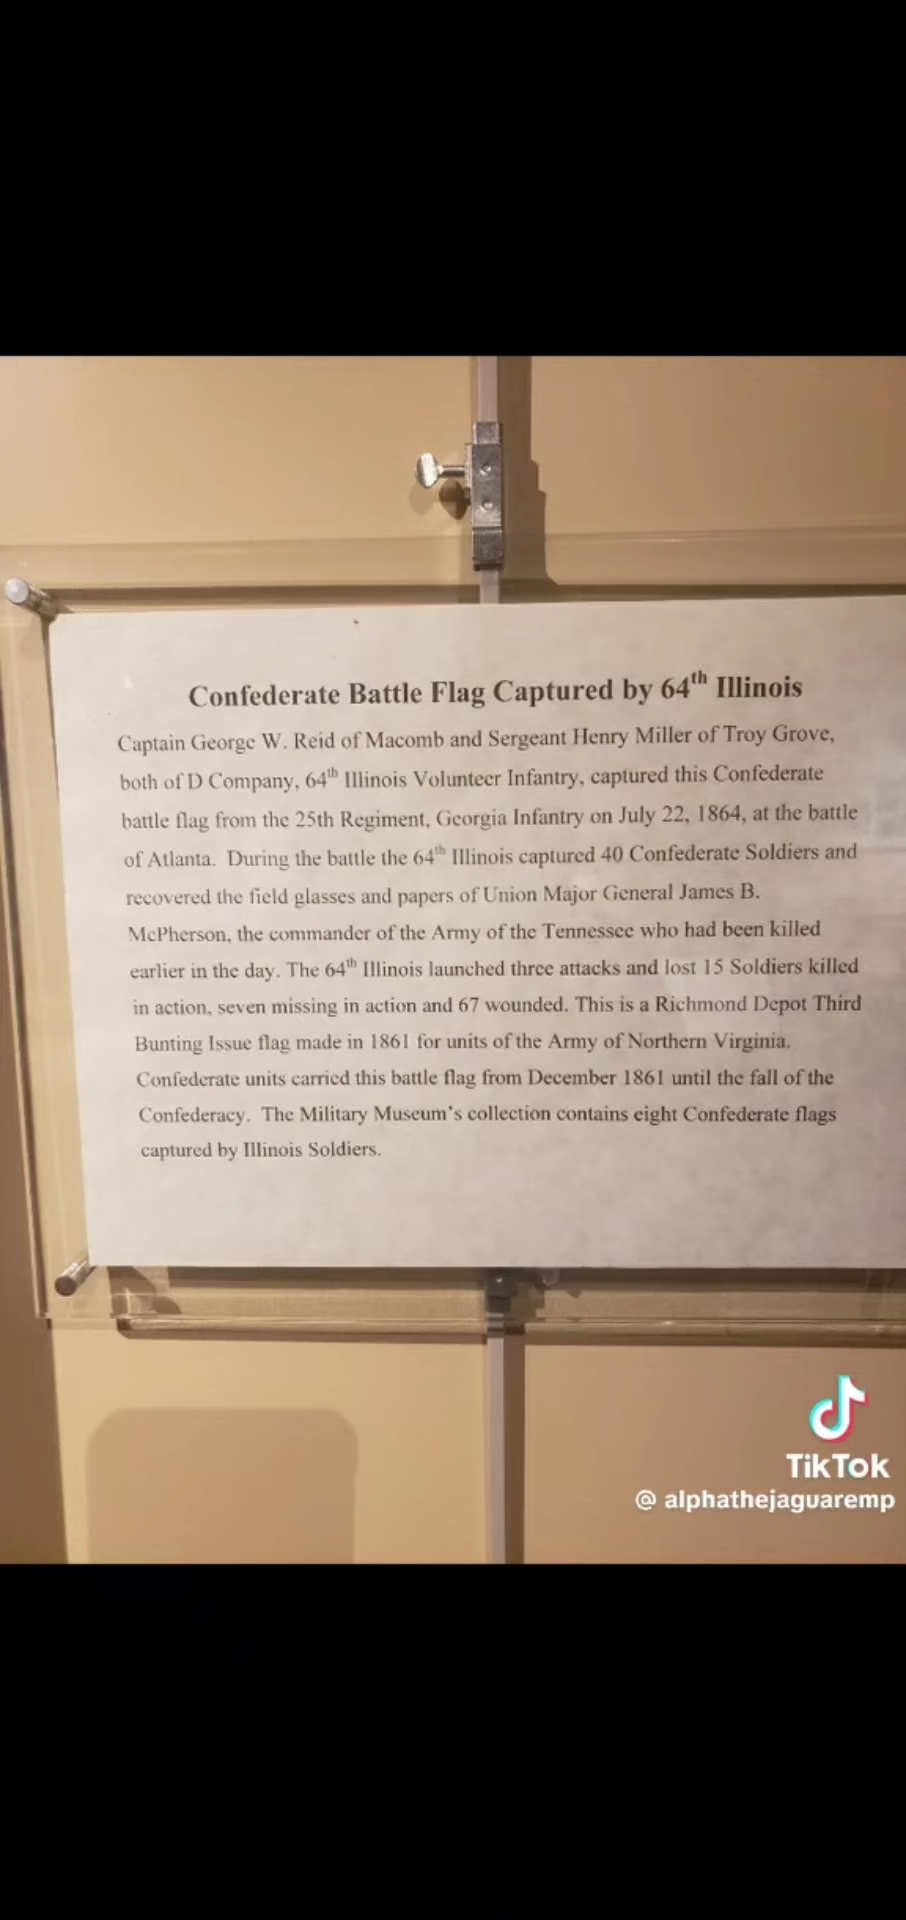 Confederate Battle Flag Captured by 64th Illinois
Captain George W. Reid of Macomb and Sergeant Henry Miller of Troy Grove,
both of D Company, 64th Illinois Volunteer Infantry, captured this Confederate
battle flag from the 25th Regiment, Georgia Infantry on July 22, 1864, at the battle
of Atlanta. During the battle the 64th Illinois captured 40 Confederate Soldiers and
recovered the field glasses and papers of Union Major General James B.
McPherson, the commander of the Army of the Tennessee who had been killed
earlier in the day. The 64th Illinois launched three attacks and lost 15 Soldiers killed
in action, seven missing in action and 67 wounded. This is a Richmond Depot Third
Bunting Issue flag made in 1861 for units of the Army of Northern Virginia.
Confederate units carried this battle flag from December 1861 until the fall of the
Confederacy. The Military Museum's collection contains eight Confederate flags
captured by Illinois Soldiers.
TikTok
@ alphathejaguaremp